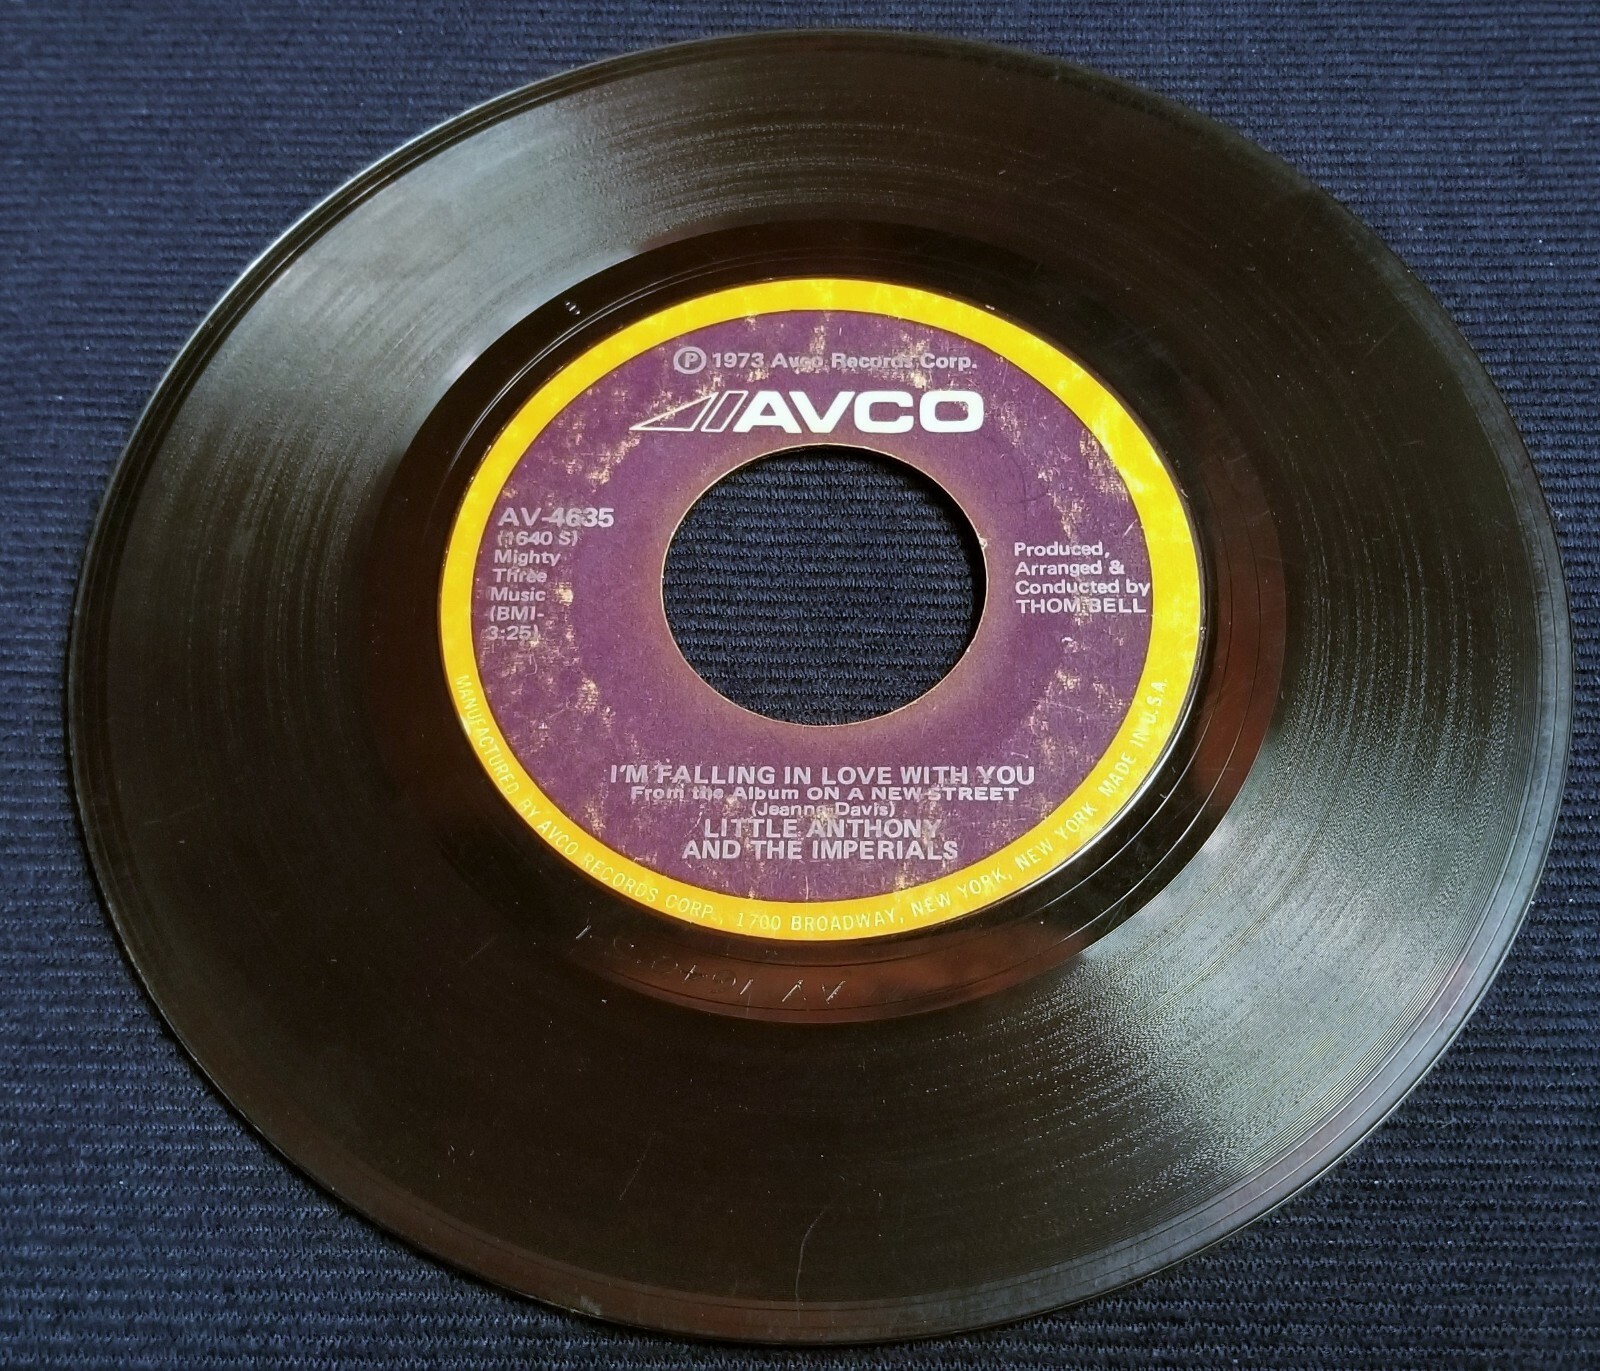 ℗ 1973 Avco Records Corp.
AVCO
AV-4635
(1640 S)
Mighty
Three
Music
(BMI-
3:25)
Produced,
Arranged &
Conducted by
THOM BELL
I'M FALLING IN LOVE WITH YOU
From the Album ON A NEW STREET
(Jeanne Davis)
LITTLE ANTHONY
AND THE IMPERIALS
MANUFACTURED BY AVCO RECORDS CORP., 1700 BROADWAY, NEW YORK, NEW YORK MADE IN U.S.A.
AV